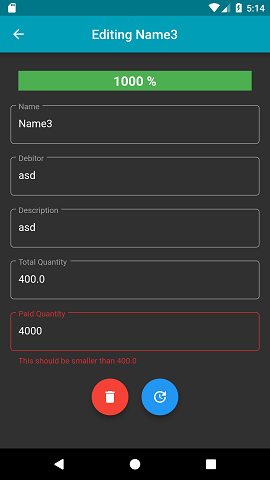 5:14
Editing Name3
1000 %
Name
Name3
Debitor
asd
Description
asd
Total Quantity
400.0
Paid Quantity
4000
This should be smaller than 400.0